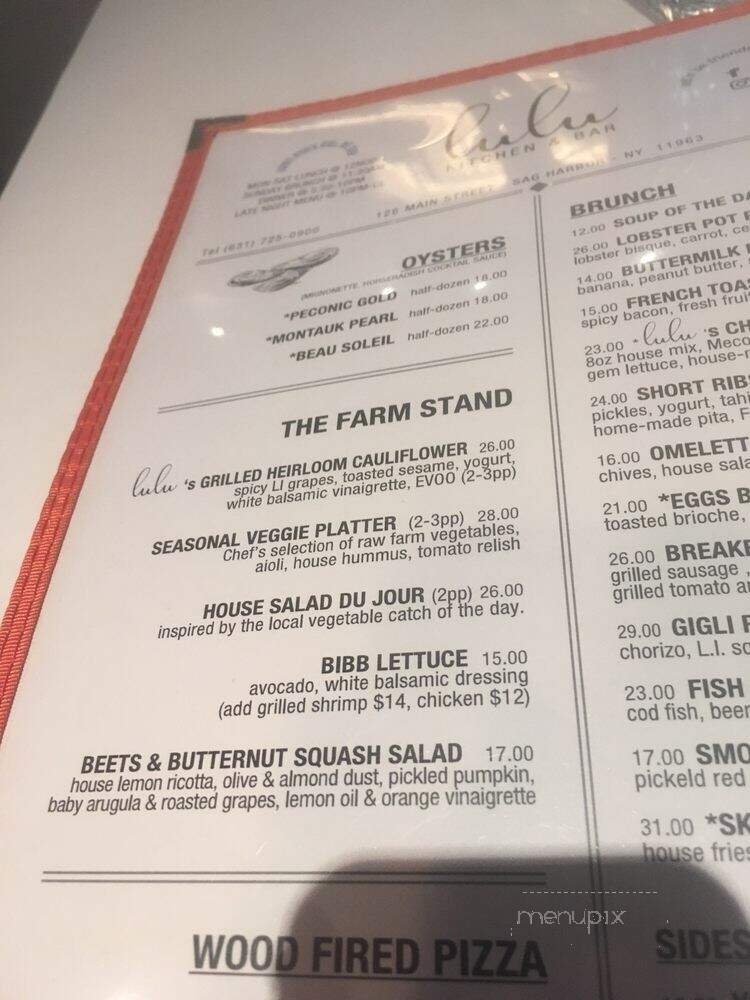 lulu
KITCHEN & BAR
126 MAIN STREET SAG HARBOR - NY 11963
Tel (631) 725-0900
OYSTERS
(MIGNONETTE, HORSERADISH COCKTAIL SAUCE)
*PECONIC GOLD half-dozen 18.00
*MONTAUK PEARL half-dozen 18.00
*BEAU SOLEIL half-dozen 22.00
THE FARM STAND
lulu 's GRILLED HEIRLOOM CAULIFLOWER 26.00
spicy LI grapes, toasted sesame, yogurt,
white balsamic vinaigrette, EVOO (2-3pp)
SEASONAL VEGGIE PLATTER (2-3pp) 28.00
Chef's selection of raw farm vegetables,
aioli, house hummus, tomato relish
HOUSE SALAD DU JOUR (2pp) 26.00
inspired by the local vegetable catch of the day.
BIBB LETTUCE 15.00
avocado, white balsamic dressing
(add grilled shrimp $14, chicken $12)
BEETS & BUTTERNUT SQUASH SALAD 17.00
house lemon ricotta, olive & almond dust, pickled pumpkin,
baby arugula & roasted grapes, lemon oil & orange vinaigrette
WOOD FIRED PIZZA
BRUNCH
12.00 SOUP OF THE
26.00 LOBSTER POT
lobster bisque, carrot,
14.00 BUTTERMILK
banana, peanut butter,
15.00 FRENCH
spicy bacon, fresh
23.00 - lulu 's
8oz house mix,
gem lettuce,
24.00 SHORT RIB
pickles, yogurt,
home-made pita,
16.00 OMELETT
chives, house
21.00 *EGGS
toasted brioche,
26.00
grilled sausage ,
grilled tomato
29.00 GIGLI
chorizo, L.I.
23.00 FISH
cod fish,
17.00
pickeld red
31.00
house fries
SIDES
menupix